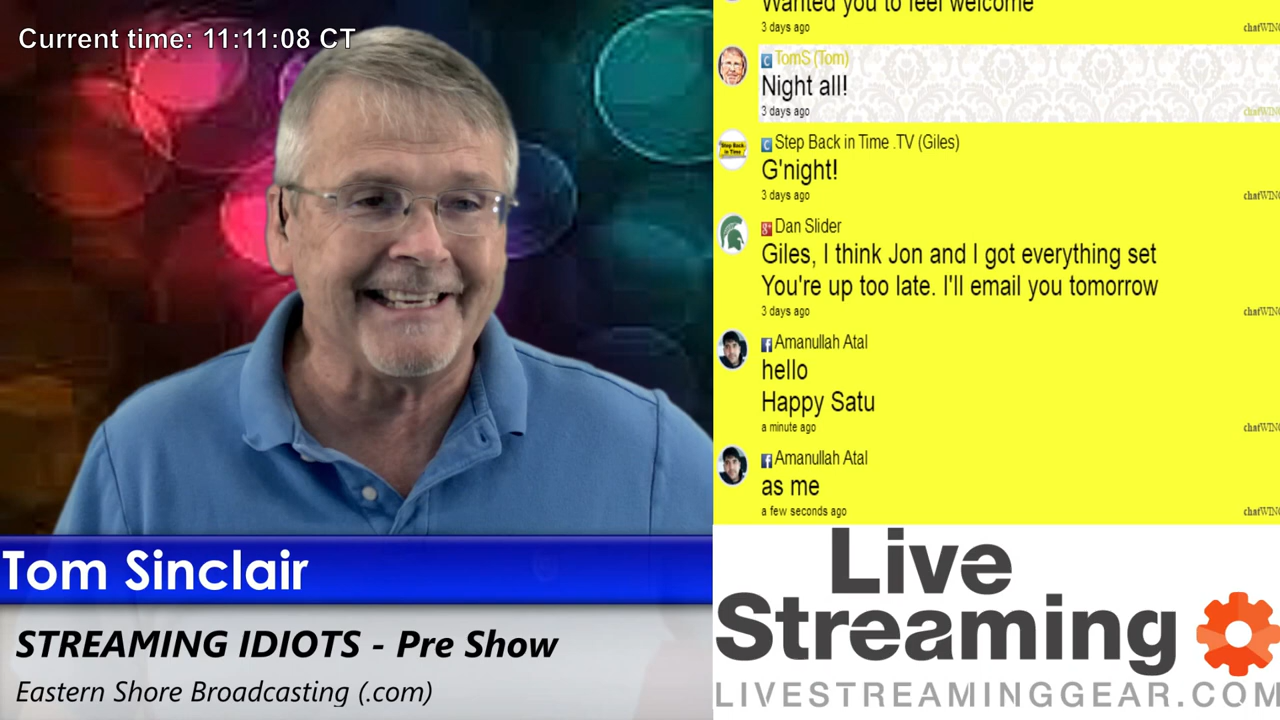 Current time: 11:11:08 CT
Tom Sinclair
STREAMING IDIOTS - Pre Show
Eastern Shore Broadcasting (.com)
Wanted you to feel welcome
3 days ago
TomS (Tom)
Night all!
3 days ago
Step Back in Time .TV (Giles)
G'night!
3 days ago
Dan Slider
Giles, I think Jon and I got everything set
You're up too late. I'll email you tomorrow
3 days ago
Amanullah Atal
hello
Happy Satu
a minute ago
Amanullah Atal
as me
a few seconds ago
Live
Streaming
LIVESTREAMINGGEAR.COM